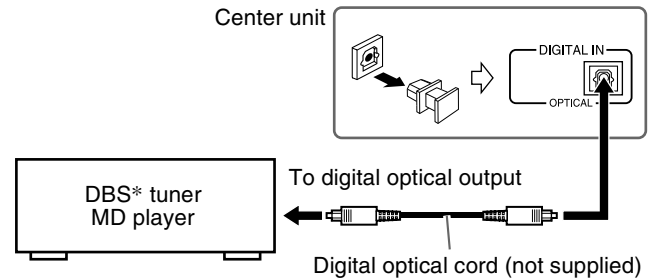 Center unit
DIGITAL IN
OPTICAL
To digital optical output
DBS* tuner
MD player
Digital optical cord (not supplied)